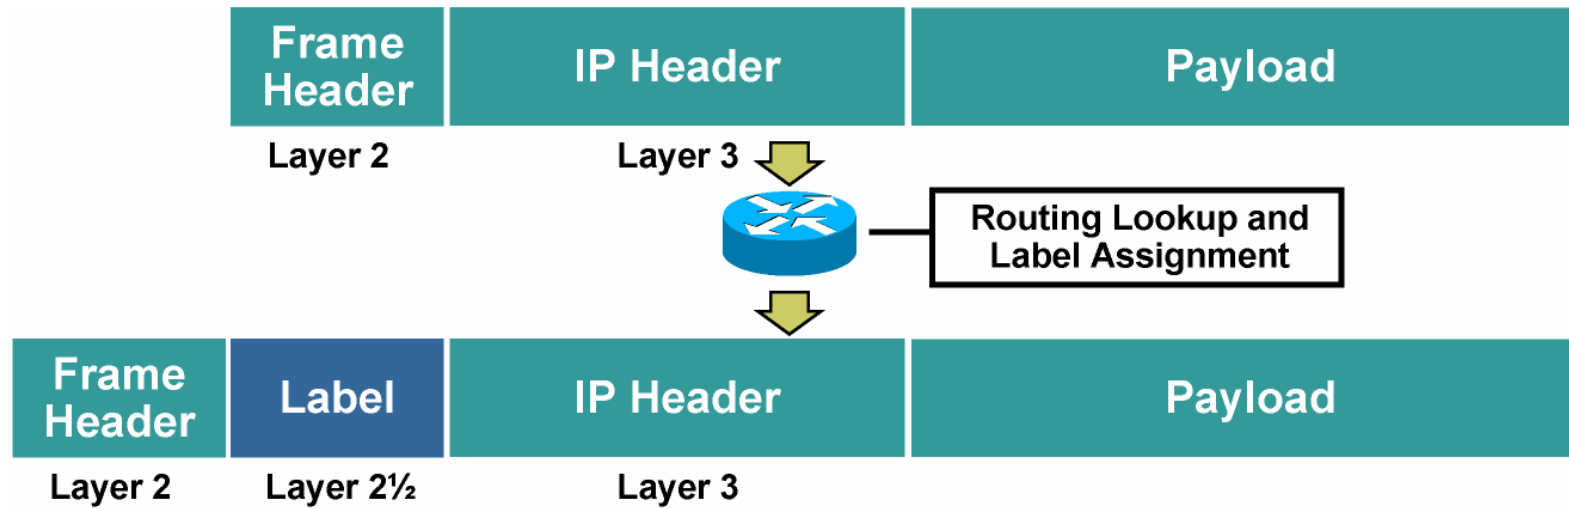 Frame
Header
IP Header
Payload
Layer 2
Layer 3
Routing Lookup and
Label Assignment
Frame
Header
Label
IP Header
Payload
Layer 2
Layer 2½
Layer 3